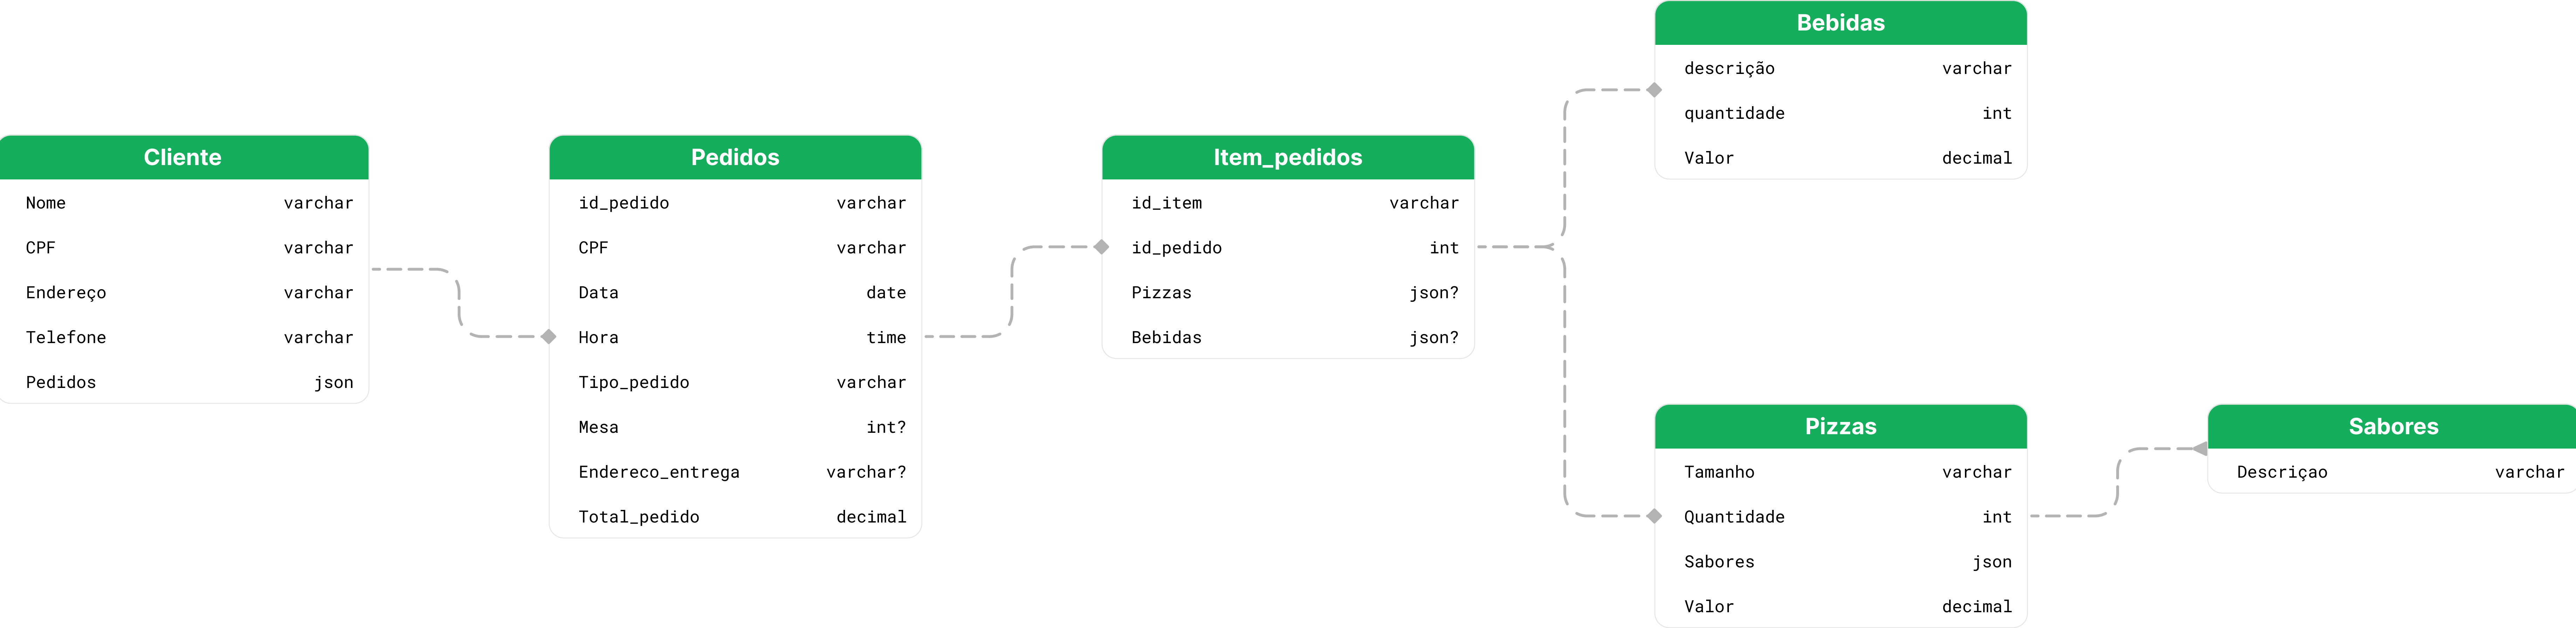 Cliente
Nome varchar
CPF varchar
Endereço varchar
Telefone varchar
Pedidos json
Pedidos
id_pedido varchar
CPF varchar
Data date
Hora time
Tipo_pedido varchar
Mesa int?
Endereco_entrega varchar?
Total_pedido decimal
Item_pedidos
id_item varchar
id_pedido int
Pizzas json?
Bebidas json?
Bebidas
descrição varchar
quantidade int
Valor decimal
Pizzas
Tamanho varchar
Quantidade int
Sabores json
Valor decimal
Sabores
Descriçao varchar